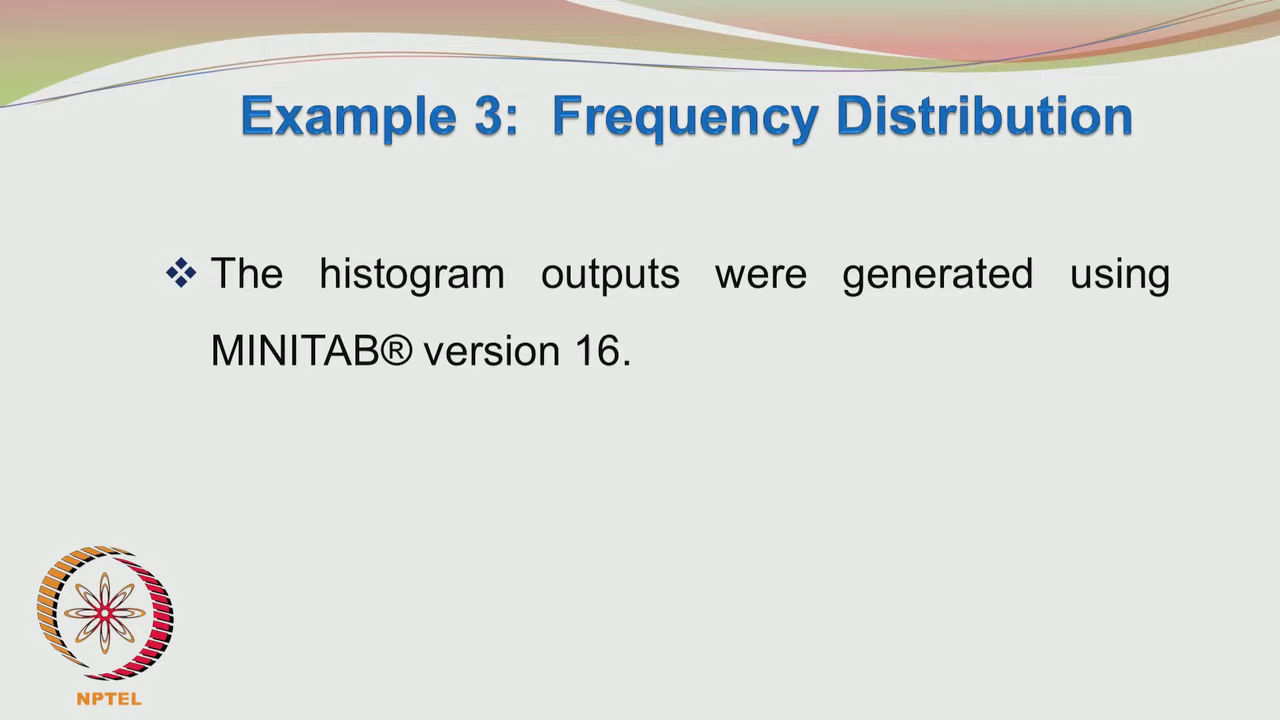 Example 3: Frequency Distribution
❖ The histogram outputs were generated using
MINITAB® version 16.
NPTEL